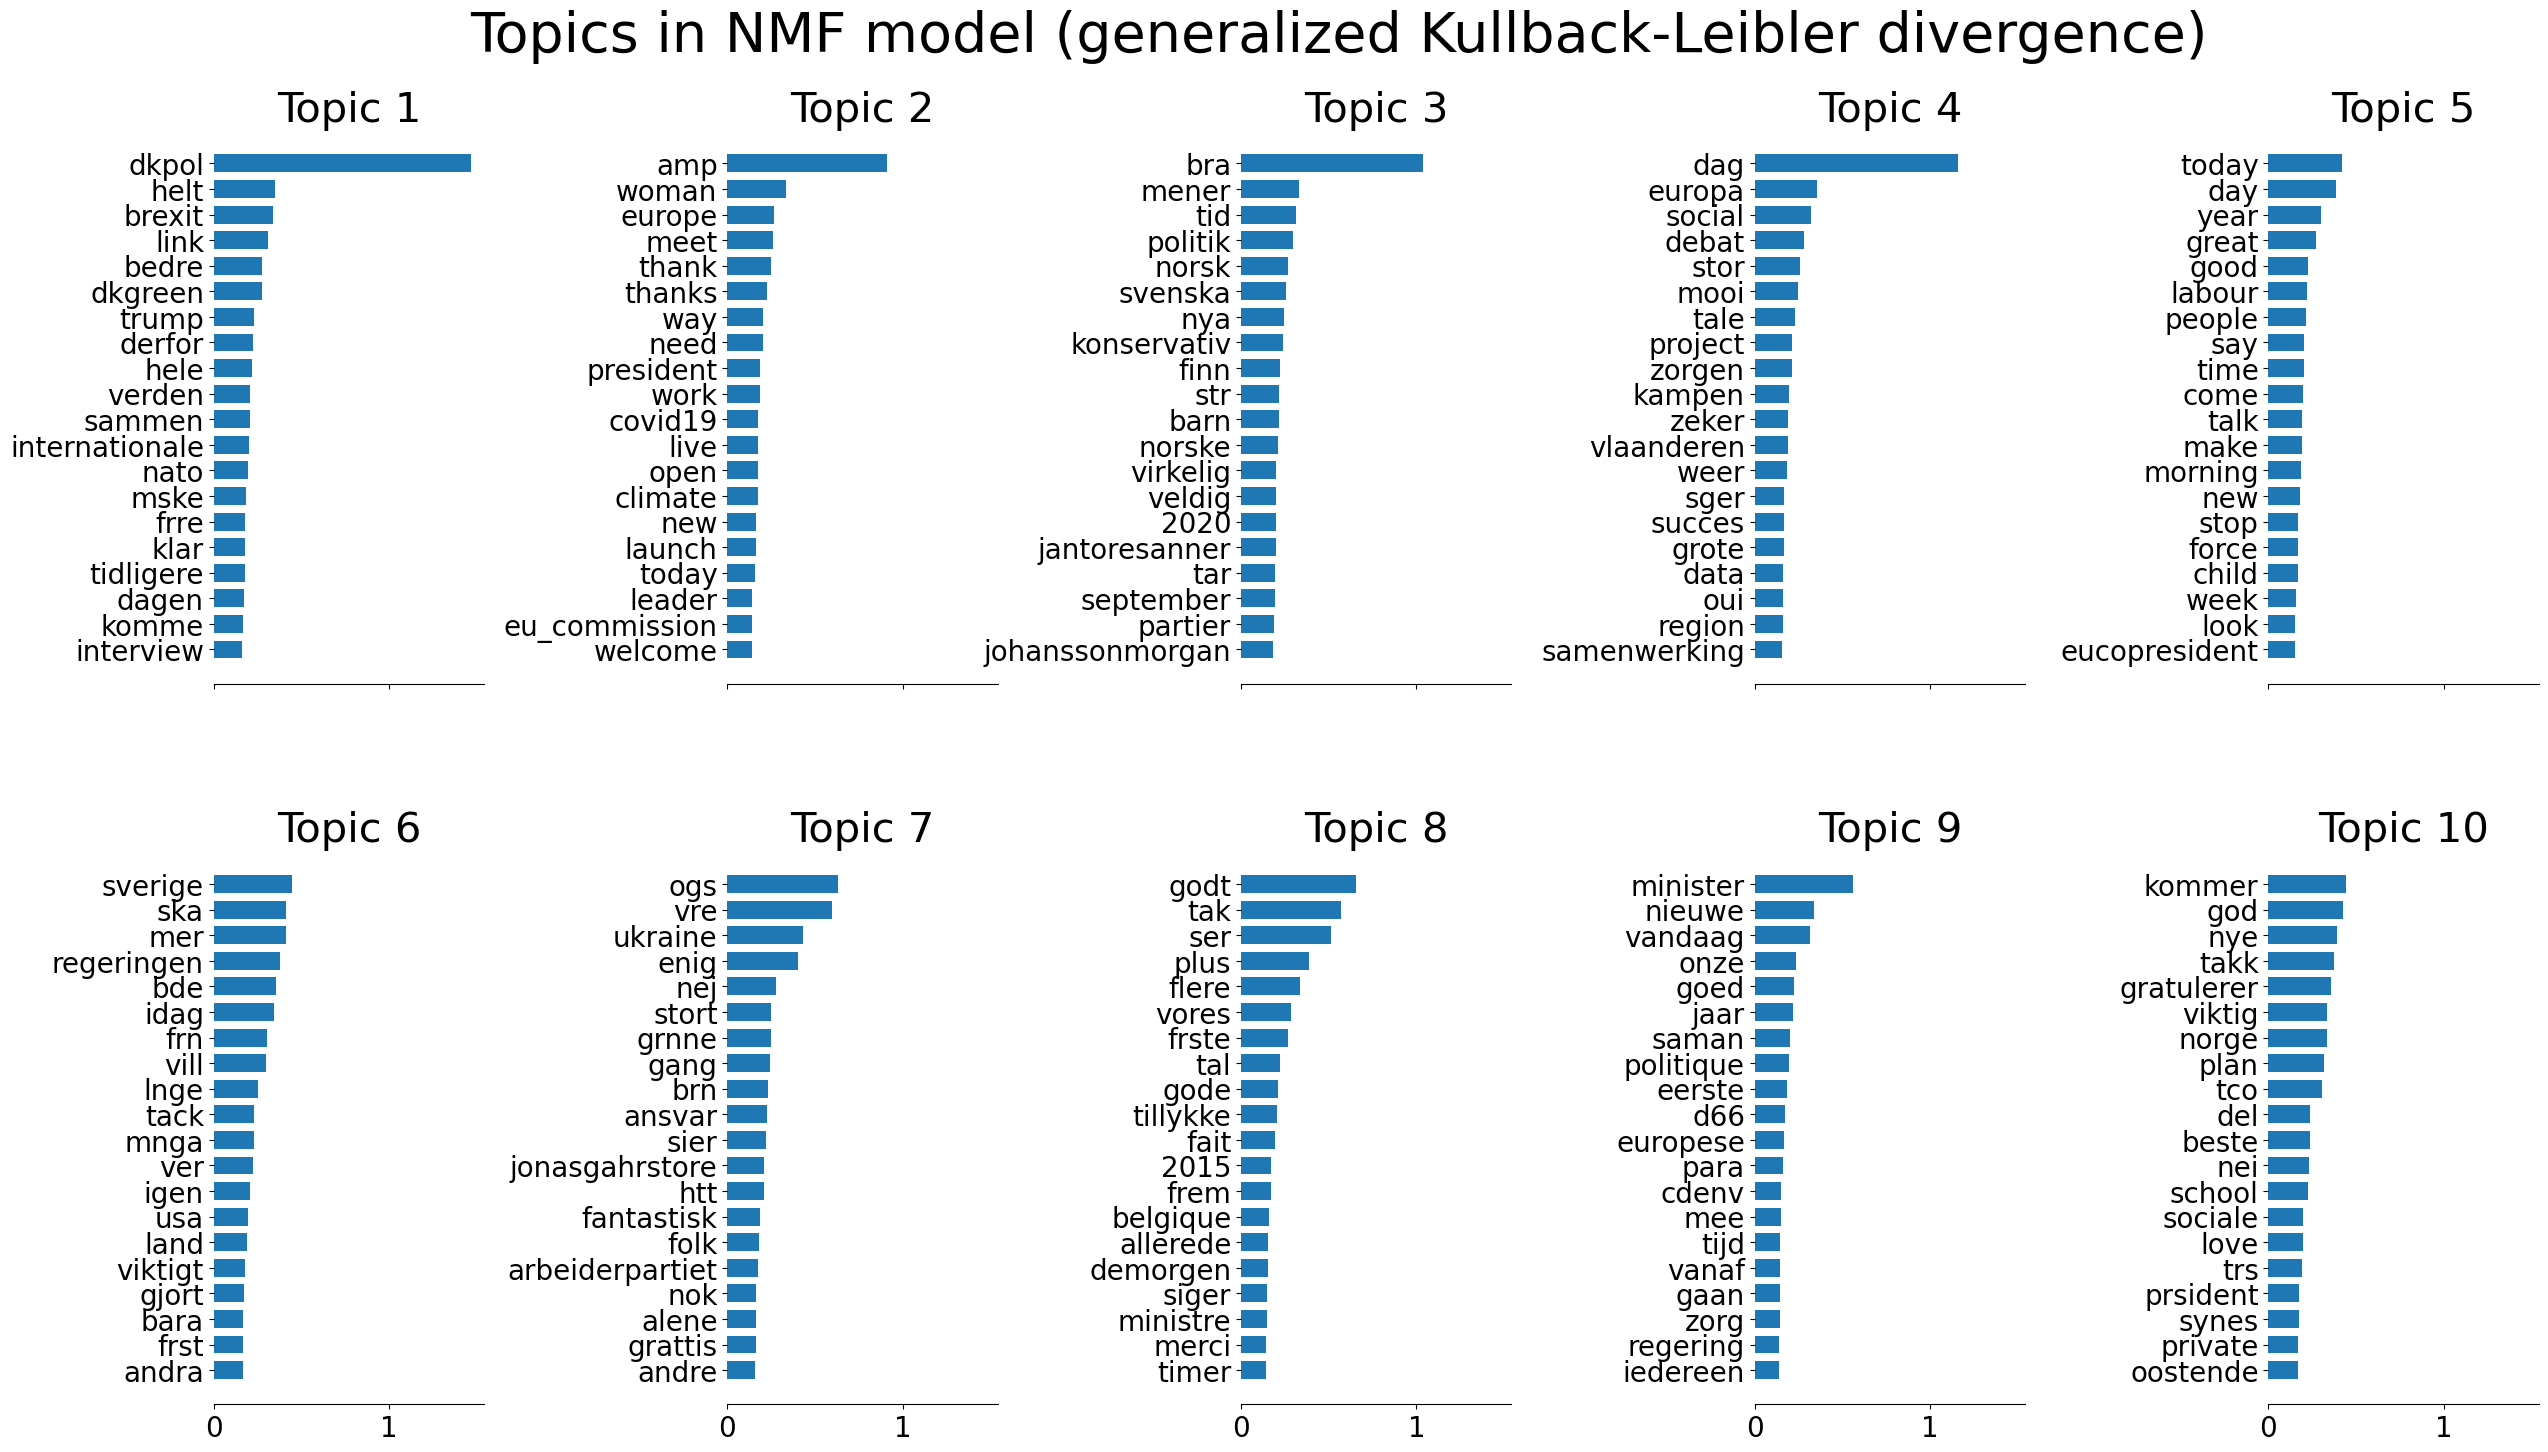 Topics in NMF model (generalized Kullback-Leibler divergence)
Topic 1
dkpol
helt
brexit
link
bedre
dkgreen
trump
derfor
hele
verden
sammen
internationale
nato
mske
frre
klar
tidligere
dagen
komme
interview
Topic 2
amp
woman
europe
meet
thank
thanks
way
need
president
work
covid19
live
open
climate
new
launch
today
leader
eu_commission
welcome
Topic 3
bra
mener
tid
politik
norsk
svenska
nya
konservativ
finn
str
barn
norske
virkelig
veldig
2020
jantoresanner
tar
september
partier
johanssonmorgan
Topic 4
dag
europa
social
debat
stor
mooi
tale
project
zorgen
kampen
zeker
vlaanderen
weer
sger
succes
grote
data
oui
region
samenwerking
Topic 5
today
day
year
great
good
labour
people
say
time
come
talk
make
morning
new
stop
force
child
week
look
eucopresident
Topic 6
sverige
ska
mer
regeringen
bde
idag
frn
vill
lnge
tack
mnga
ver
igen
usa
land
viktigt
gjort
bara
frst
andra
0 1
Topic 7
ogs
vre
ukraine
enig
nej
stort
grnne
gang
brn
ansvar
sier
jonasgahrstore
htt
fantastisk
folk
arbeiderpartiet
nok
alene
grattis
andre
0 1
Topic 8
godt
tak
ser
plus
flere
vores
frste
tal
gode
tillykke
fait
2015
frem
belgique
allerede
demorgen
siger
ministre
merci
timer
0 1
Topic 9
minister
nieuwe
vandaag
onze
goed
jaar
saman
politique
eerste
d66
europese
para
cdenv
mee
tijd
vanaf
gaan
zorg
regering
iedereen
0 1
Topic 10
kommer
god
nye
takk
gratulerer
viktig
norge
plan
tco
del
beste
nei
school
sociale
love
trs
prsident
synes
private
oostende
0 1